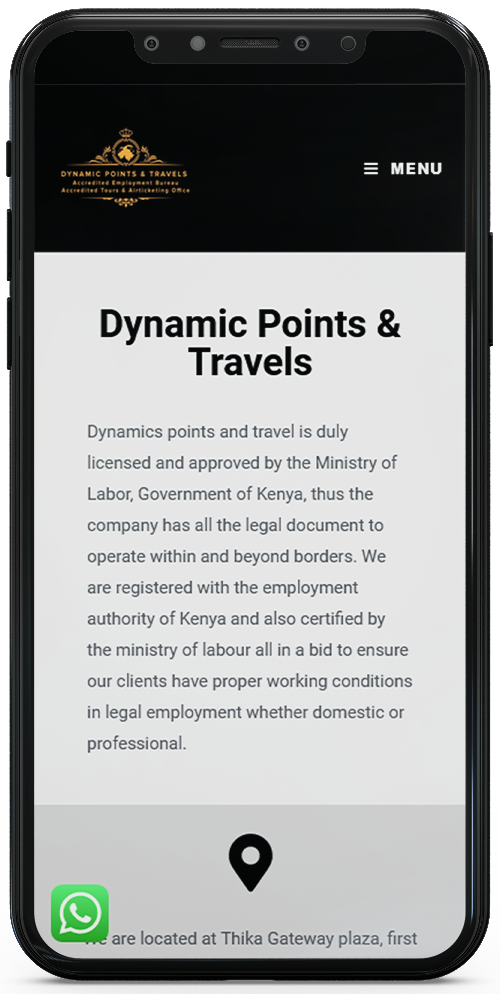 DYNAMIC POINTS & TRAVELS
Accredited Employment Bureau
Accredited Tours & Airticketing Office
MENU
Dynamic Points &
Travels
Dynamics points and travel is duly
licensed and approved by the Ministry of
Labor, Government of Kenya, thus the
company has all the legal document to
operate within and beyond borders. We
are registered with the employment
authority of Kenya and also certified by
the ministry of labour all in a bid to ensure
our clients have proper working conditions
in legal employment whether domestic or
professional.
We are located at Thika Gateway plaza, first